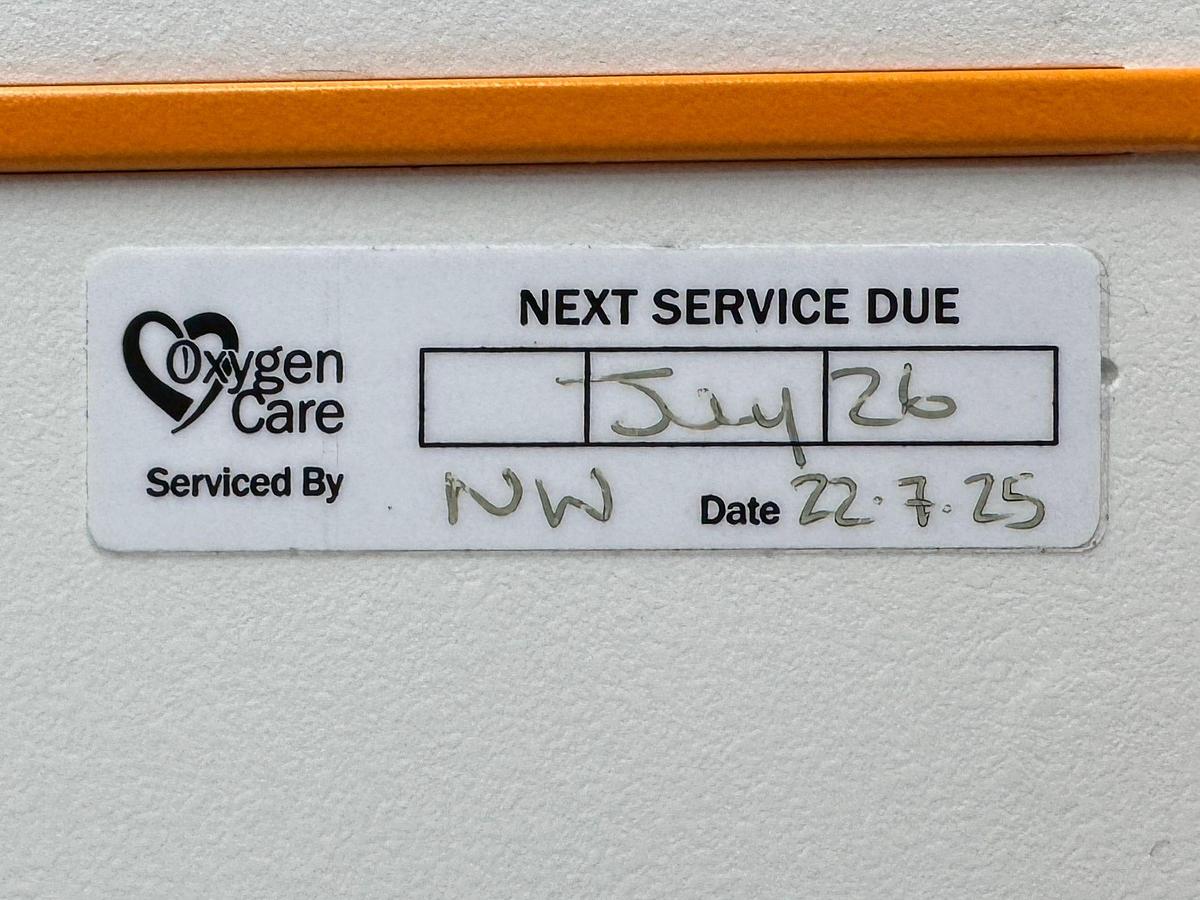 Oxygen
Care
NEXT SERVICE DUE
July 26
Serviced By NW Date 22.7.25